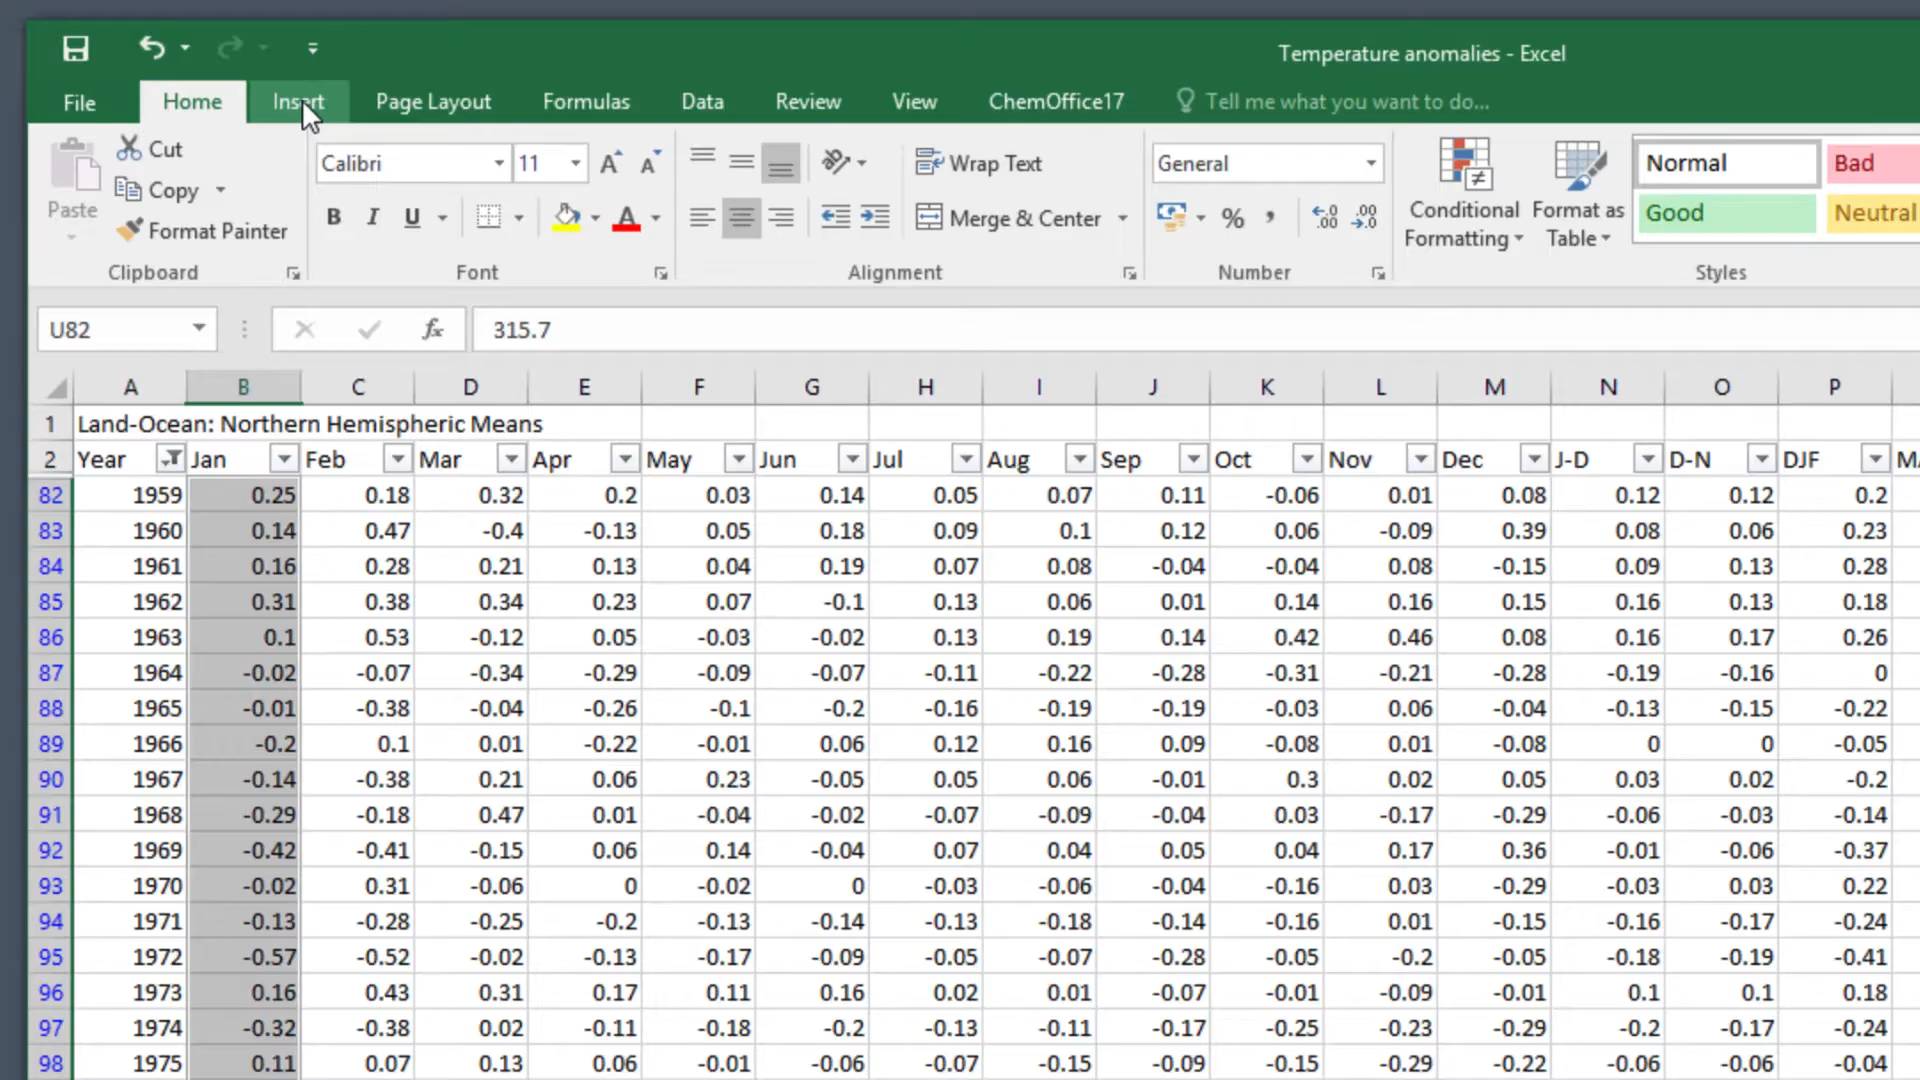 Temperature anomalies - Excel
File Home Insert Page Layout Formulas Data Review View ChemOffice17 Tell me what you want to do...
Paste Cut Calibri 11 A A Wrap Text General Normal Bad
Copy B I U A Merge & Center % , .00 .00 Conditional Formatting Format as Table Good Neutral
Format Painter
Clipboard Font Alignment Number Styles
U82 fx 315.7
A B C D E F G H I J K L M N O P
1 Land-Ocean: Northern Hemispheric Means
2 Year Jan Feb Mar Apr May Jun Jul Aug Sep Oct Nov Dec J-D D-N DJF
82 1959 0.25 0.18 0.32 0.2 0.03 0.14 0.05 0.07 0.11 -0.06 0.01 0.08 0.12 0.12 0.2
83 1960 0.14 0.47 -0.4 -0.13 0.05 0.18 0.09 0.1 0.12 0.06 -0.09 0.39 0.08 0.06 0.23
84 1961 0.16 0.28 0.21 0.13 0.04 0.19 0.07 0.08 -0.04 -0.04 0.08 -0.15 0.09 0.13 0.28
85 1962 0.31 0.38 0.34 0.23 0.07 -0.1 0.13 0.06 0.01 0.14 0.16 0.15 0.16 0.13 0.18
86 1963 0.1 0.53 -0.12 0.05 -0.03 -0.02 0.13 0.19 0.14 0.42 0.46 0.08 0.16 0.17 0.26
87 1964 -0.02 -0.07 -0.34 -0.29 -0.09 -0.07 -0.11 -0.22 -0.28 -0.31 -0.21 -0.28 -0.19 -0.16 0
88 1965 -0.01 -0.38 -0.04 -0.26 -0.1 -0.2 -0.16 -0.19 -0.19 -0.03 0.06 -0.04 -0.13 -0.15 -0.22
89 1966 -0.2 0.1 0.01 -0.22 -0.01 0.06 0.12 0.16 0.09 -0.08 0.01 -0.08 0 0 -0.05
90 1967 -0.14 -0.38 0.21 0.06 0.23 -0.05 0.05 0.06 -0.01 0.3 0.02 0.05 0.03 0.02 -0.2
91 1968 -0.29 -0.18 0.47 0.01 -0.04 -0.02 -0.07 -0.09 -0.04 0.03 -0.17 -0.29 -0.06 -0.03 -0.14
92 1969 -0.42 -0.41 -0.15 0.06 0.14 -0.04 0.07 0.04 0.05 0.04 0.17 0.36 -0.01 -0.06 -0.37
93 1970 -0.02 0.31 -0.06 0 -0.02 0 -0.03 -0.06 -0.04 -0.16 0.03 -0.29 -0.03 0.03 0.22
94 1971 -0.13 -0.28 -0.25 -0.2 -0.13 -0.14 -0.13 -0.18 -0.14 -0.16 0.01 -0.15 -0.16 -0.17 -0.24
95 1972 -0.57 -0.52 -0.02 -0.13 -0.17 -0.09 -0.05 -0.07 -0.28 -0.05 -0.2 -0.05 -0.18 -0.19 -0.41
96 1973 0.16 0.43 0.31 0.17 0.11 0.16 0.02 0.01 -0.07 -0.01 -0.09 -0.01 0.1 0.1 0.18
97 1974 -0.32 -0.38 0.02 -0.11 -0.18 -0.2 -0.13 -0.11 -0.17 -0.25 -0.23 -0.29 -0.2 -0.17 -0.24
98 1975 0.11 0.07 0.13 0.06 -0.01 -0.06 -0.07 -0.15 -0.09 -0.15 -0.29 -0.22 -0.06 -0.06 -0.04